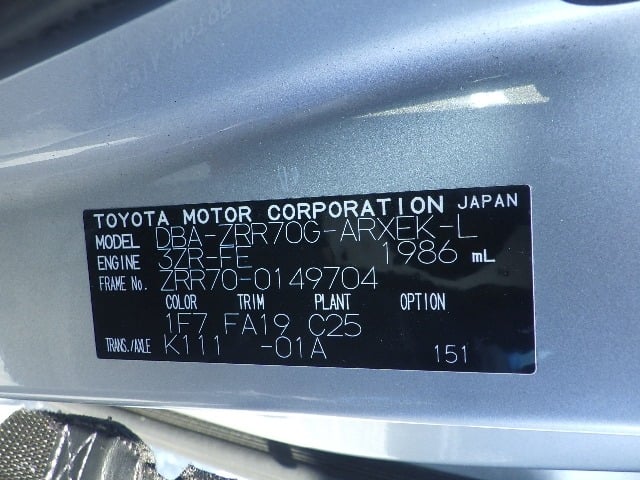 TOYOTA MOTOR CORPORATION JAPAN
MODEL DBA-ZRR70G-ARXEK-L
ENGINE 3ZR-FE 1986 mL
FRAME No. ZRR70-0149704
COLOR TRIM PLANT OPTION
1F7 FA19 C25
TRANS./AXLE K111 -01A 151